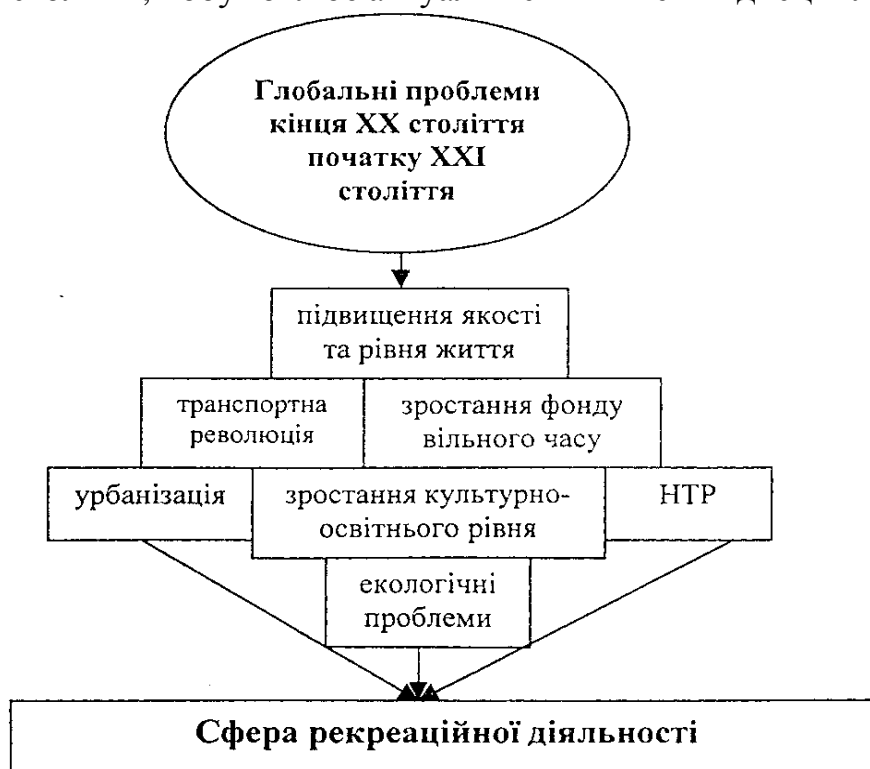 Глобальні проблеми
кінця ХХ століття
початку ХХІ
століття
підвищення якості
та рівня життя
транспортна
революція
зростання фонду
вільного часу
урбанізація
зростання культурно-
освітнього рівня
НТР
екологічні
проблеми
Сфера рекреаційної діяльності